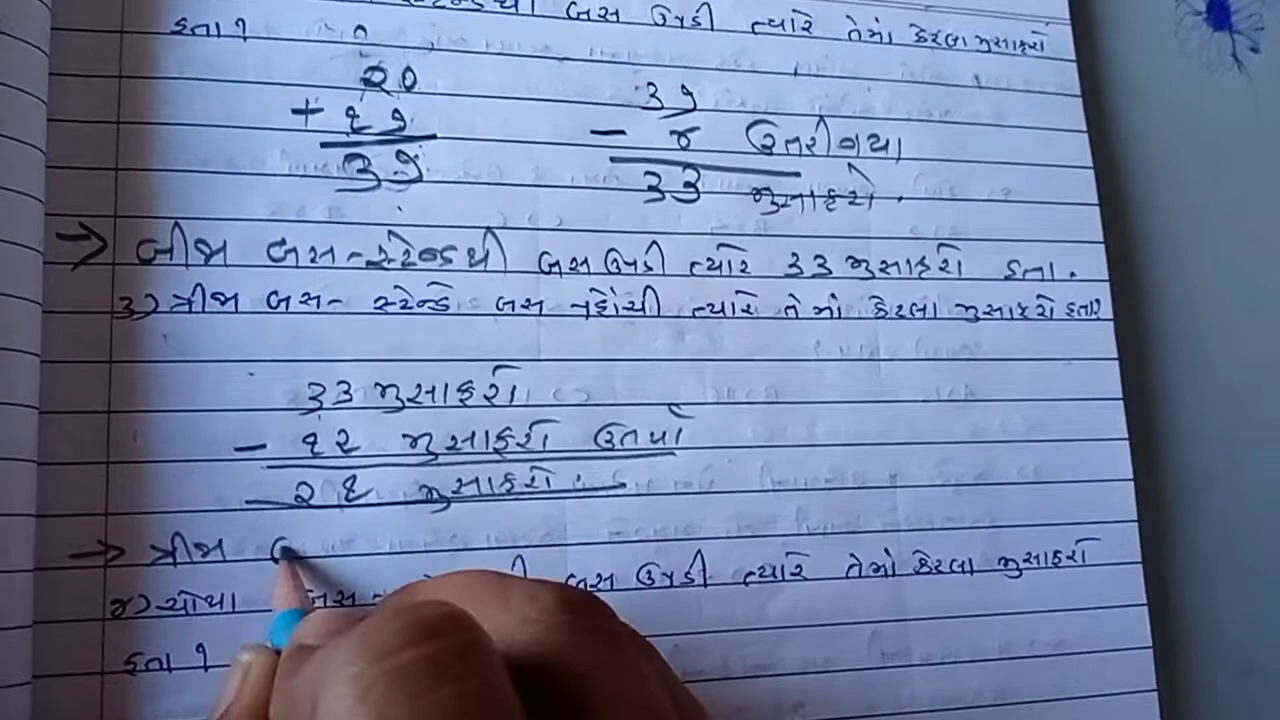 બસ ઉપડી ત્યારે તેમાં કેટલા મુસાફરો
હતા ?
૨૦
+ ૧૭
૩૭
૩૭
- ૪ ઉતરી ગયા
૩૩ મુસાફરો.
→ બીજા બસ-સ્ટેન્ડથી બસ ઉપડી ત્યારે ૩૩ મુસાફરો હતા.
૩) ત્રીજા બસ-સ્ટેન્ડે બસ પહોંચી ત્યારે તેમાં કેટલા મુસાફરો હતા?
૩૩ મુસાફરો
- ૧૨ મુસાફરો ઉતર્યા
૨૧ મુસાફરો
→ ત્રીજા
૪) ચોથા બસ- બસ ઉપડી ત્યારે તેમાં કેટલા મુસાફરો
હતા ?